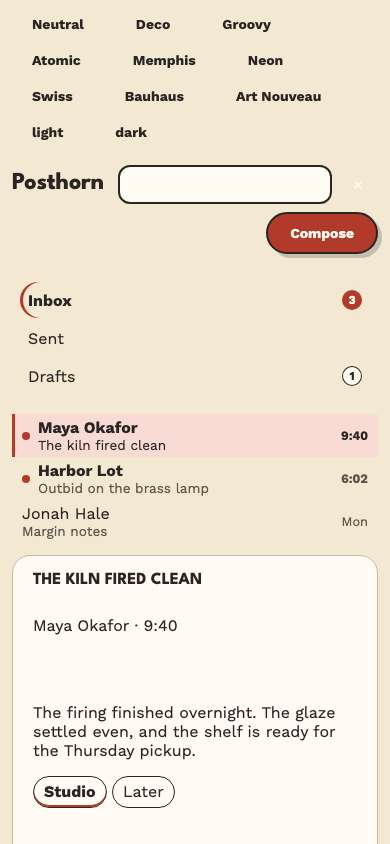 Neutral Deco Groovy
Atomic Memphis Neon
Swiss Bauhaus Art Nouveau
light dark
Posthorn ×
Compose
Inbox 3
Sent
Drafts 1
Maya Okafor 9:40
The kiln fired clean
Harbor Lot 6:02
Outbid on the brass lamp
Jonah Hale Mon
Margin notes
THE KILN FIRED CLEAN
Maya Okafor · 9:40
The firing finished overnight. The glaze
settled even, and the shelf is ready for
the Thursday pickup.
Studio Later